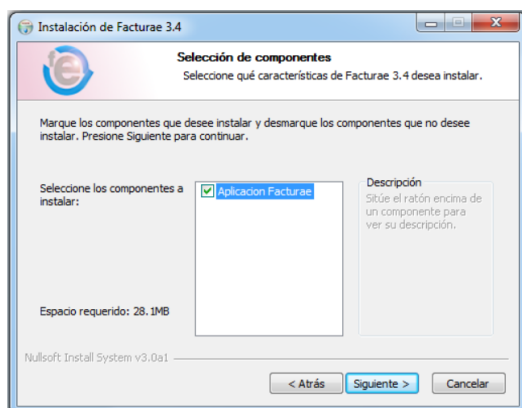 Instalación de Facturae 3.4
Selección de componentes
Seleccione qué características de Facturae 3.4 desea instalar.
Marque los componentes que desee instalar y desmarque los componentes que no desee
instalar. Presione Siguiente para continuar.
Seleccione los componentes a
instalar:
Aplicacion Facturae
Descripción
Sitúe el ratón encima de
un componente para
ver su descripción.
Espacio requerido: 28.1MB
Nullsoft Install System v3.0a1
< Atrás
Siguiente >
Cancelar